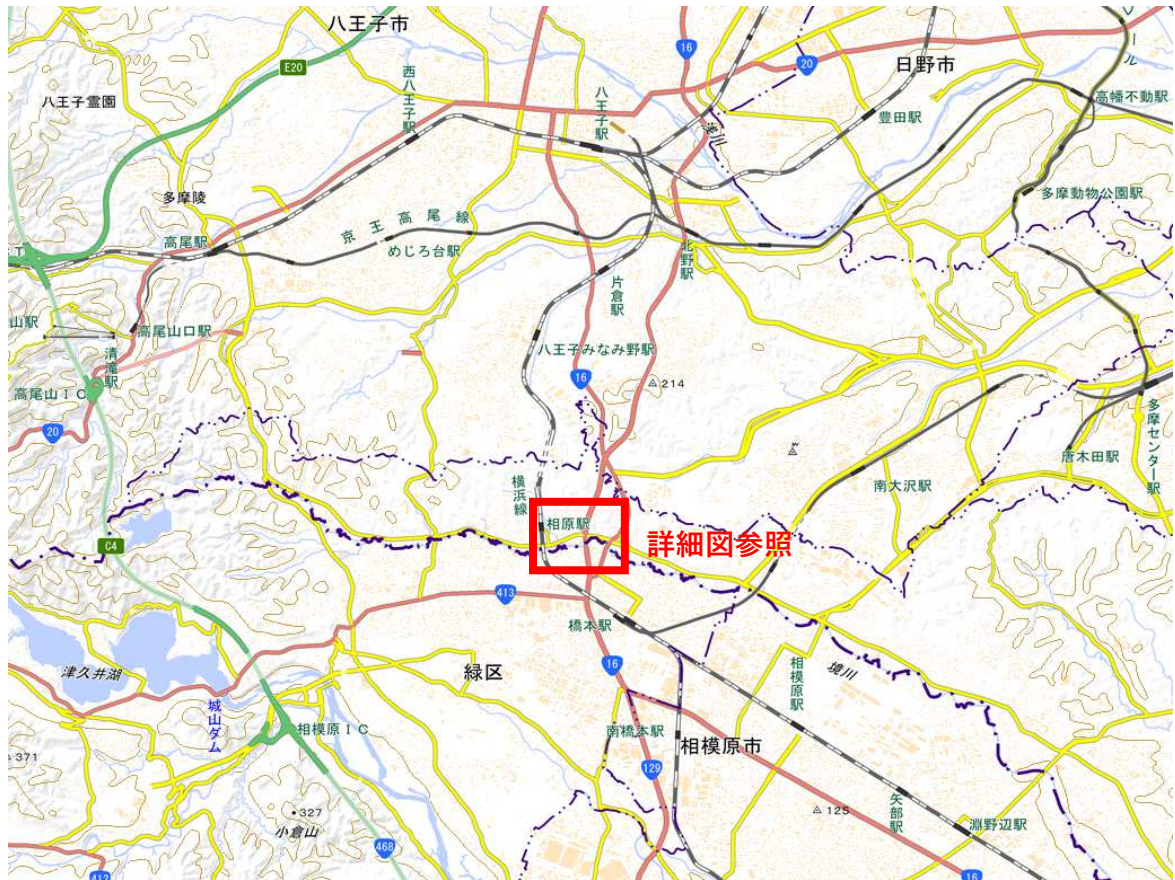 八王子市
16
20
日野市
E20
西八王子駅
八王子駅
高幡不動駅
八王子霊園
浅川
豊田駅
多摩動物公園駅
多摩陵
京王高尾線
高尾駅
めじろ台駅
北野駅
片倉駅
山駅
高尾山口駅
清滝駅
八王子みなみ野駅
16
214
高尾山IC
20
多摩センター駅
唐木田駅
南大沢駅
横浜線
相原駅
詳細図参照
C4
413
橋本駅
津久井湖
緑区
16
境川
相模原駅
城山ダム
相模原IC
南橋本駅
相模原市
371
129
327
小倉山
125
矢部駅
淵野辺駅
468
412
16